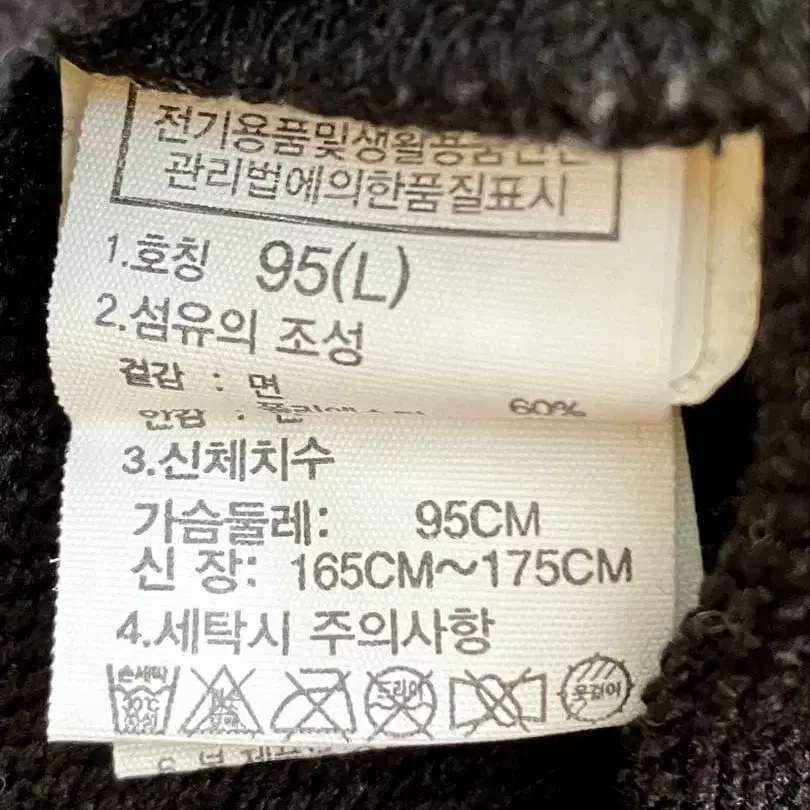 전기용품및생활용품안전
관리법에의한품질표시
1.호칭 95(L)
2.섬유의 조성
겉감 : 면
60%
안감 :
3.신체치수
가슴둘레: 95CM
신 장: 165CM~175CM
4.세탁시 주의사항
손세탁
30℃
중성
드라이
옷걸이